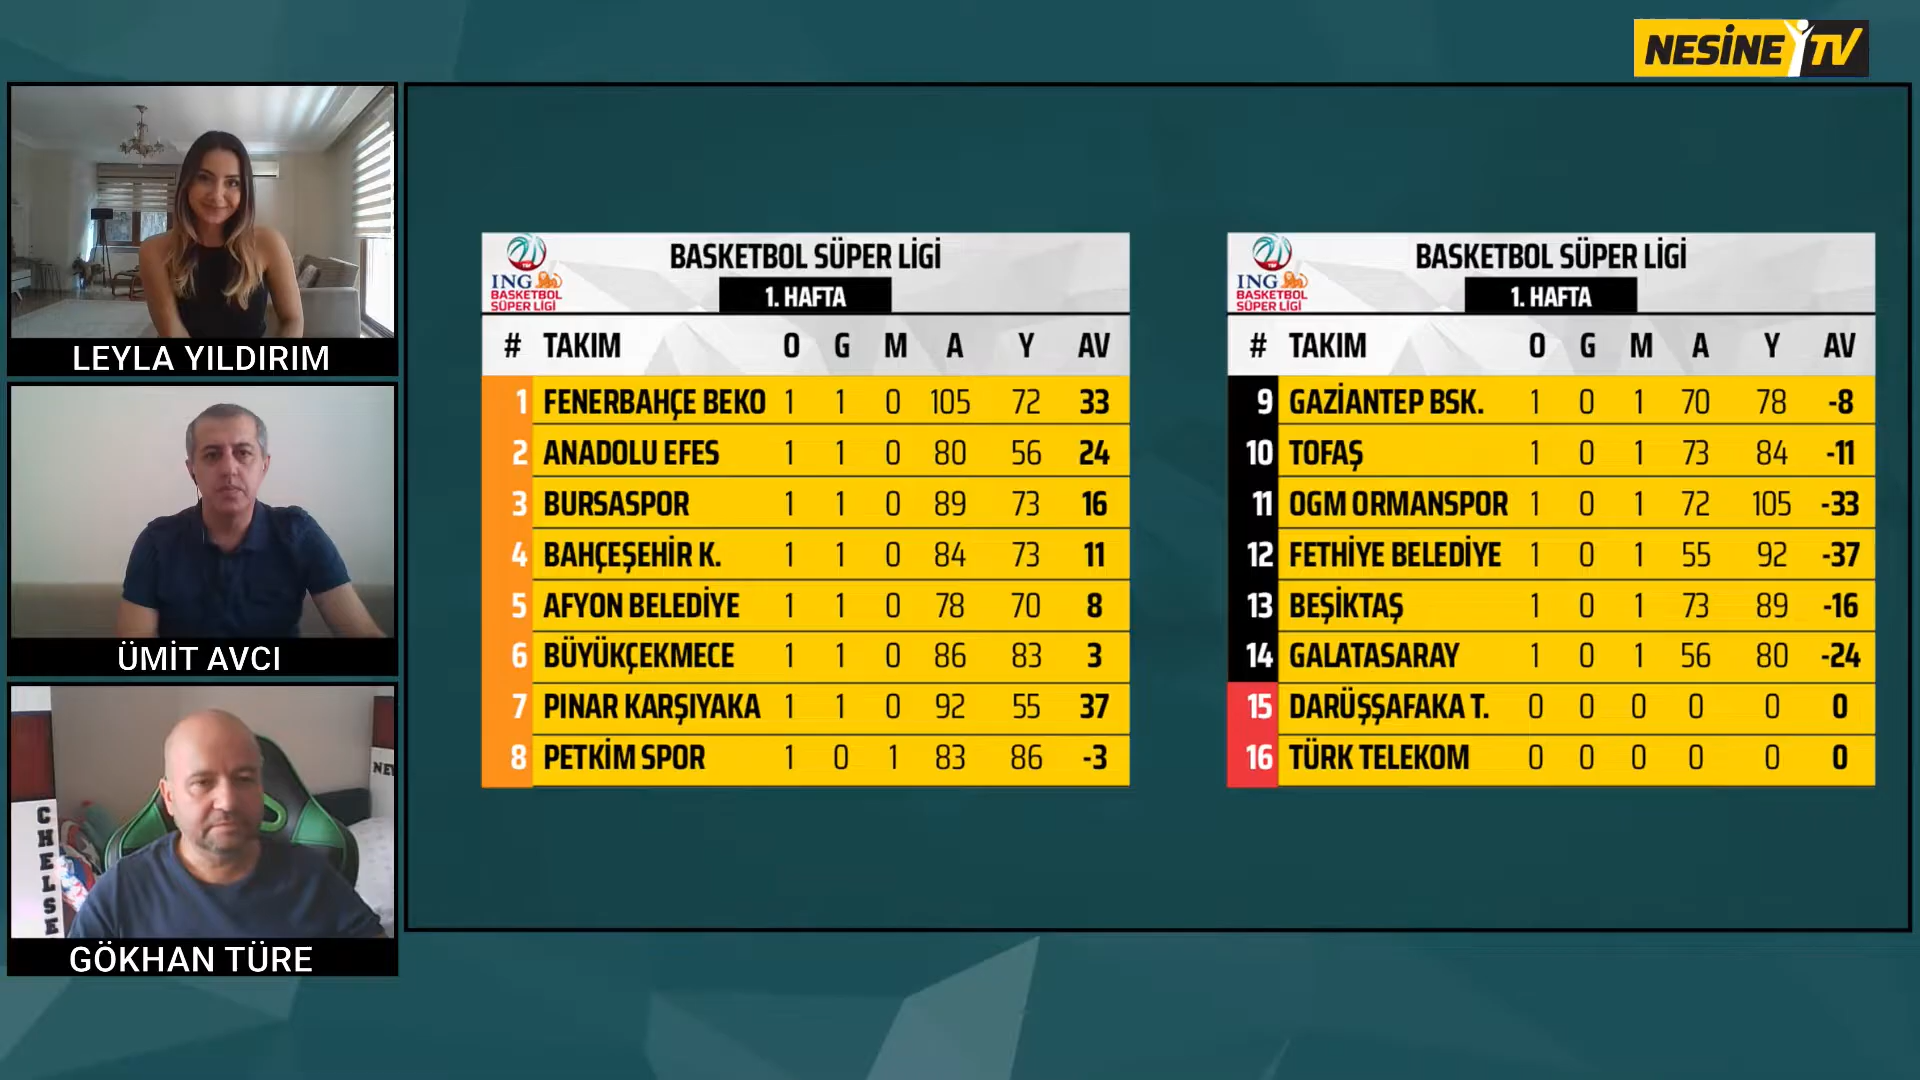 NESİNE TV
LEYLA YILDIRIM
ÜMİT AVCI
CHELSE
NEW
GÖKHAN TÜRE
ING
BASKETBOL
SÜPER LİGİ
BASKETBOL SÜPER LİGİ
1. HAFTA
# TAKIM O G M A Y AV
1 FENERBAHÇE BEKO 1 1 0 105 72 33
2 ANADOLU EFES 1 1 0 80 56 24
3 BURSASPOR 1 1 0 89 73 16
4 BAHÇEŞEHİR K. 1 1 0 84 73 11
5 AFYON BELEDİYE 1 1 0 78 70 8
6 BÜYÜKÇEKMECE 1 1 0 86 83 3
7 PINAR KARŞIYAKA 1 1 0 92 55 37
8 PETKİM SPOR 1 0 1 83 86 -3
ING
BASKETBOL
SÜPER LİGİ
BASKETBOL SÜPER LİGİ
1. HAFTA
# TAKIM O G M A Y AV
9 GAZİANTEP BSK. 1 0 1 70 78 -8
10 TOFAŞ 1 0 1 73 84 -11
11 OGM ORMANSPOR 1 0 1 72 105 -33
12 FETHİYE BELEDİYE 1 0 1 55 92 -37
13 BEŞİKTAŞ 1 0 1 73 89 -16
14 GALATASARAY 1 0 1 56 80 -24
15 DARÜŞŞAFAKA T. 0 0 0 0 0 0
16 TÜRK TELEKOM 0 0 0 0 0 0